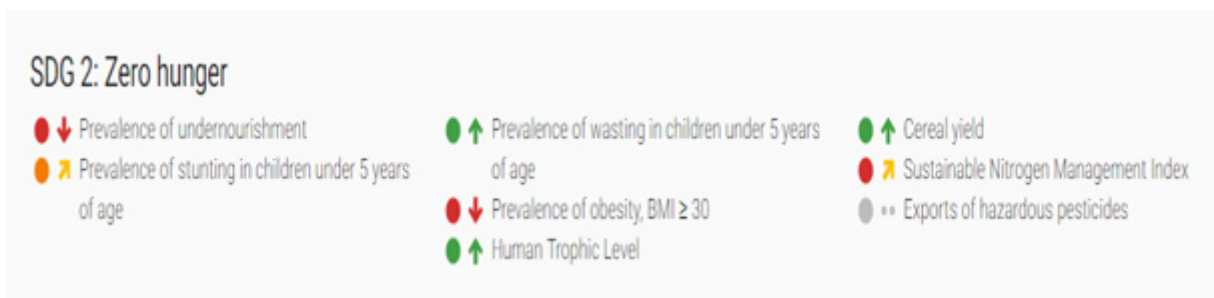 SDG 2: Zero hunger
Prevalence of undernourishment
Prevalence of stunting in children under 5 years
of age
Prevalence of wasting in children under 5 years
of age
Prevalence of obesity, BMI ≥ 30
Human Trophic Level
Cereal yield
Sustainable Nitrogen Management Index
Exports of hazardous pesticides